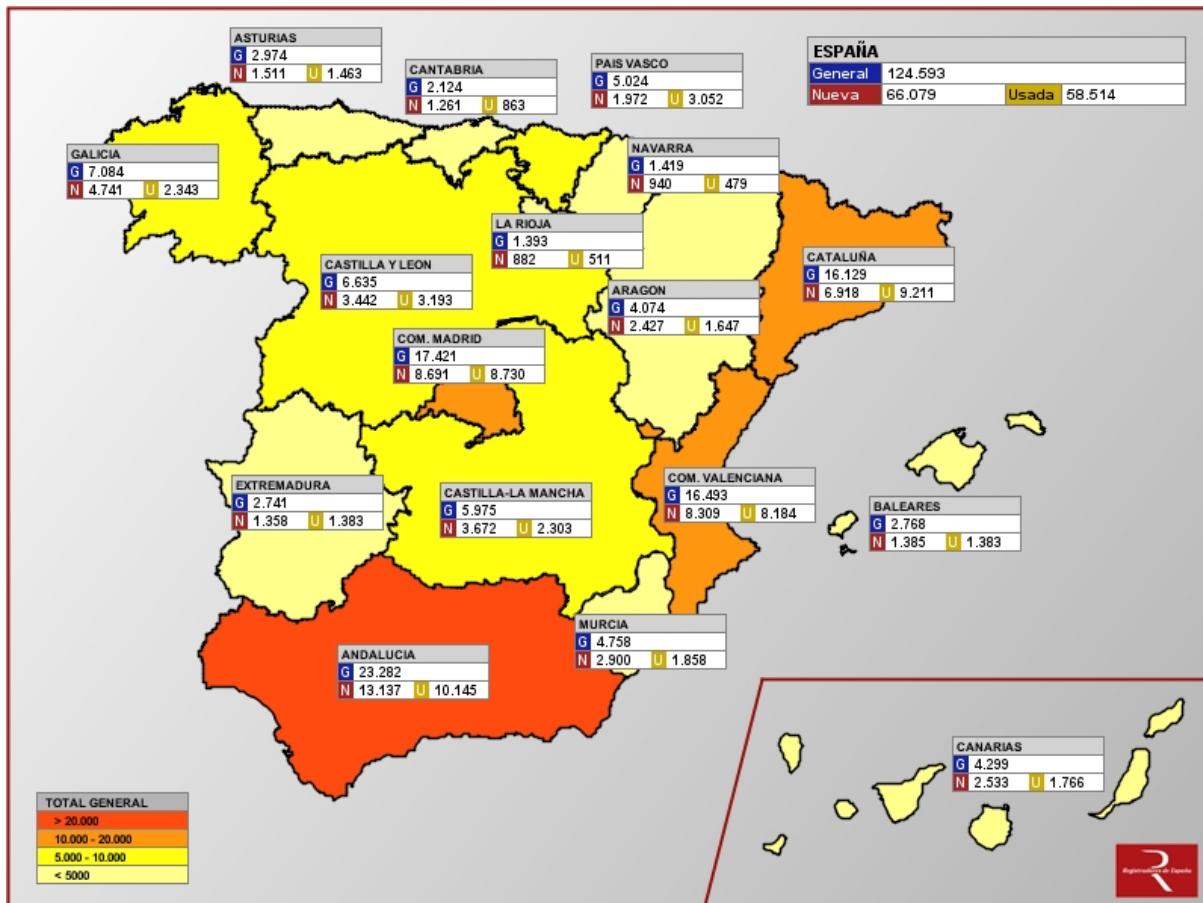 ASTURIAS
G 2.974
N 1.511 U 1.463
CANTABRIA
G 2.124
N 1.261 U 863
PAIS VASCO
G 5.024
N 1.972 U 3.052
ESPAÑA
General 124.593
Nueva 66.079 Usada 58.514
GALICIA
G 7.084
N 4.741 U 2.343
NAVARRA
G 1.419
N 940 U 479
LA RIOJA
G 1.393
N 882 U 511
CASTILLA Y LEON
G 6.635
N 3.442 U 3.193
CATALUÑA
G 16.129
N 6.918 U 9.211
ARAGON
G 4.074
N 2.427 U 1.647
COM. MADRID
G 17.421
N 8.691 U 8.730
EXTREMADURA
G 2.741
N 1.358 U 1.383
CASTILLA-LA MANCHA
G 5.975
N 3.672 U 2.303
COM. VALENCIANA
G 16.493
N 8.309 U 8.184
BALEARES
G 2.768
N 1.385 U 1.383
MURCIA
G 4.758
N 2.900 U 1.858
ANDALUCIA
G 23.282
N 13.137 U 10.145
CANARIAS
G 4.299
N 2.533 U 1.766
TOTAL GENERAL
> 20.000
10.000 - 20.000
5.000 - 10.000
< 5000
R
Registradores de España